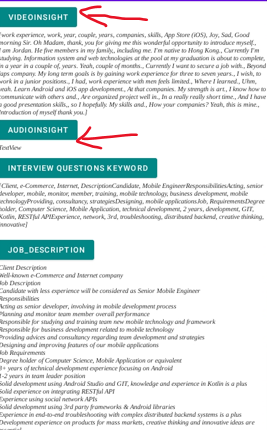 VIDEOINSIGHT
[work experience, work, year, couple, years, companies, skills, App Store (iOS), Joy, Sad, Good
morning Sir. Oh Madam, thank you for giving me this wonderful opportunity to introduce myself.,
I am Jordan. He five members in my family., including me. I'm native to Hong Kong., Currently I'm
studying. Information system and web technologies at the pool at my graduation is about to complete,
in a year in a couple of, years. Yeah, couple of months., Currently I want to secure a job with., Beyond
laps company. My long term goals is by gaining work experience for three to seven years., I wish, to
work in a junior positions., I had, work experience with men feels limited., Where I learned., Uhm,
yeah. Learn Android and iOS app development., At that companies. My strength is art., I know how to
communicate with others and., Are organized project well in., In a really really short time., And I have
a good presentation skills., so I hopefully. My skills and., How your companies? Yeah, this is mine.,
Introduction of myself thank you.]
AUDIOINSIGHT
TextView
INTERVIEW QUESTIONS KEYWORD
[Client, e-Commerce, Internet, DescriptionCandidate, Mobile EngineerResponsibilitiesActing, senior
developer, mobile, monitor, member, training, mobile technology, business development, mobile
technologyProviding, consultancy, strategiesDesigning, mobile applicationsJob, RequirementsDegree
holder, Computer Science, Mobile Application, technical development, 2 years, development, GIT,
Kotlin, RESTful APIExperience, network, 3rd, troubleshooting, distributed backend, creative thinking,
innovative]
JOB_DESCRIPTION
Client Description
Well-known e-Commerce and Internet company
Job Description
Candidate with less experience will be considered as Senior Mobile Engineer
Responsibilities
Acting as senior developer, involving in mobile development process
Planning and monitor team member overall performance
Responsible for studying and training team new mobile technology and framework
Responsible for business development related to mobile technology
Providing advices and consultancy regarding team development and strategies
Designing and improving features of our mobile applications
Job Requirements
Degree holder of Computer Science, Mobile Application or equivalent
3+ years of technical development experience focusing on Android
1-2 years in team leader position
Solid development using Android Studio and GIT, knowledge and experience in Kotlin is a plus
Solid experience on integrating RESTful API
Experience using social network APIs
Solid development using 3rd party frameworks & Android libraries
Experience in end-to-end troubleshooting with complex distributed backend systems is a plus
Development experience on products for mass markets, creative thinking and innovative ideas are